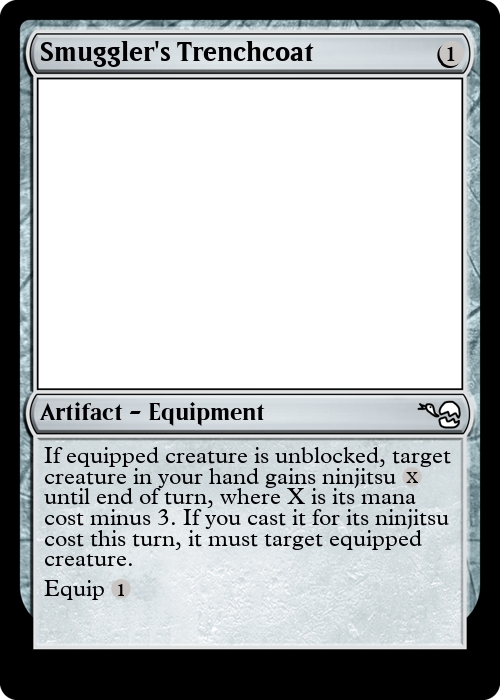 Smuggler's Trenchcoat 1
Artifact – Equipment
If equipped creature is unblocked, target
creature in your hand gains ninjitsu X
until end of turn, where X is its mana
cost minus 3. If you cast it for its ninjitsu
cost this turn, it must target equipped
creature.
Equip 1